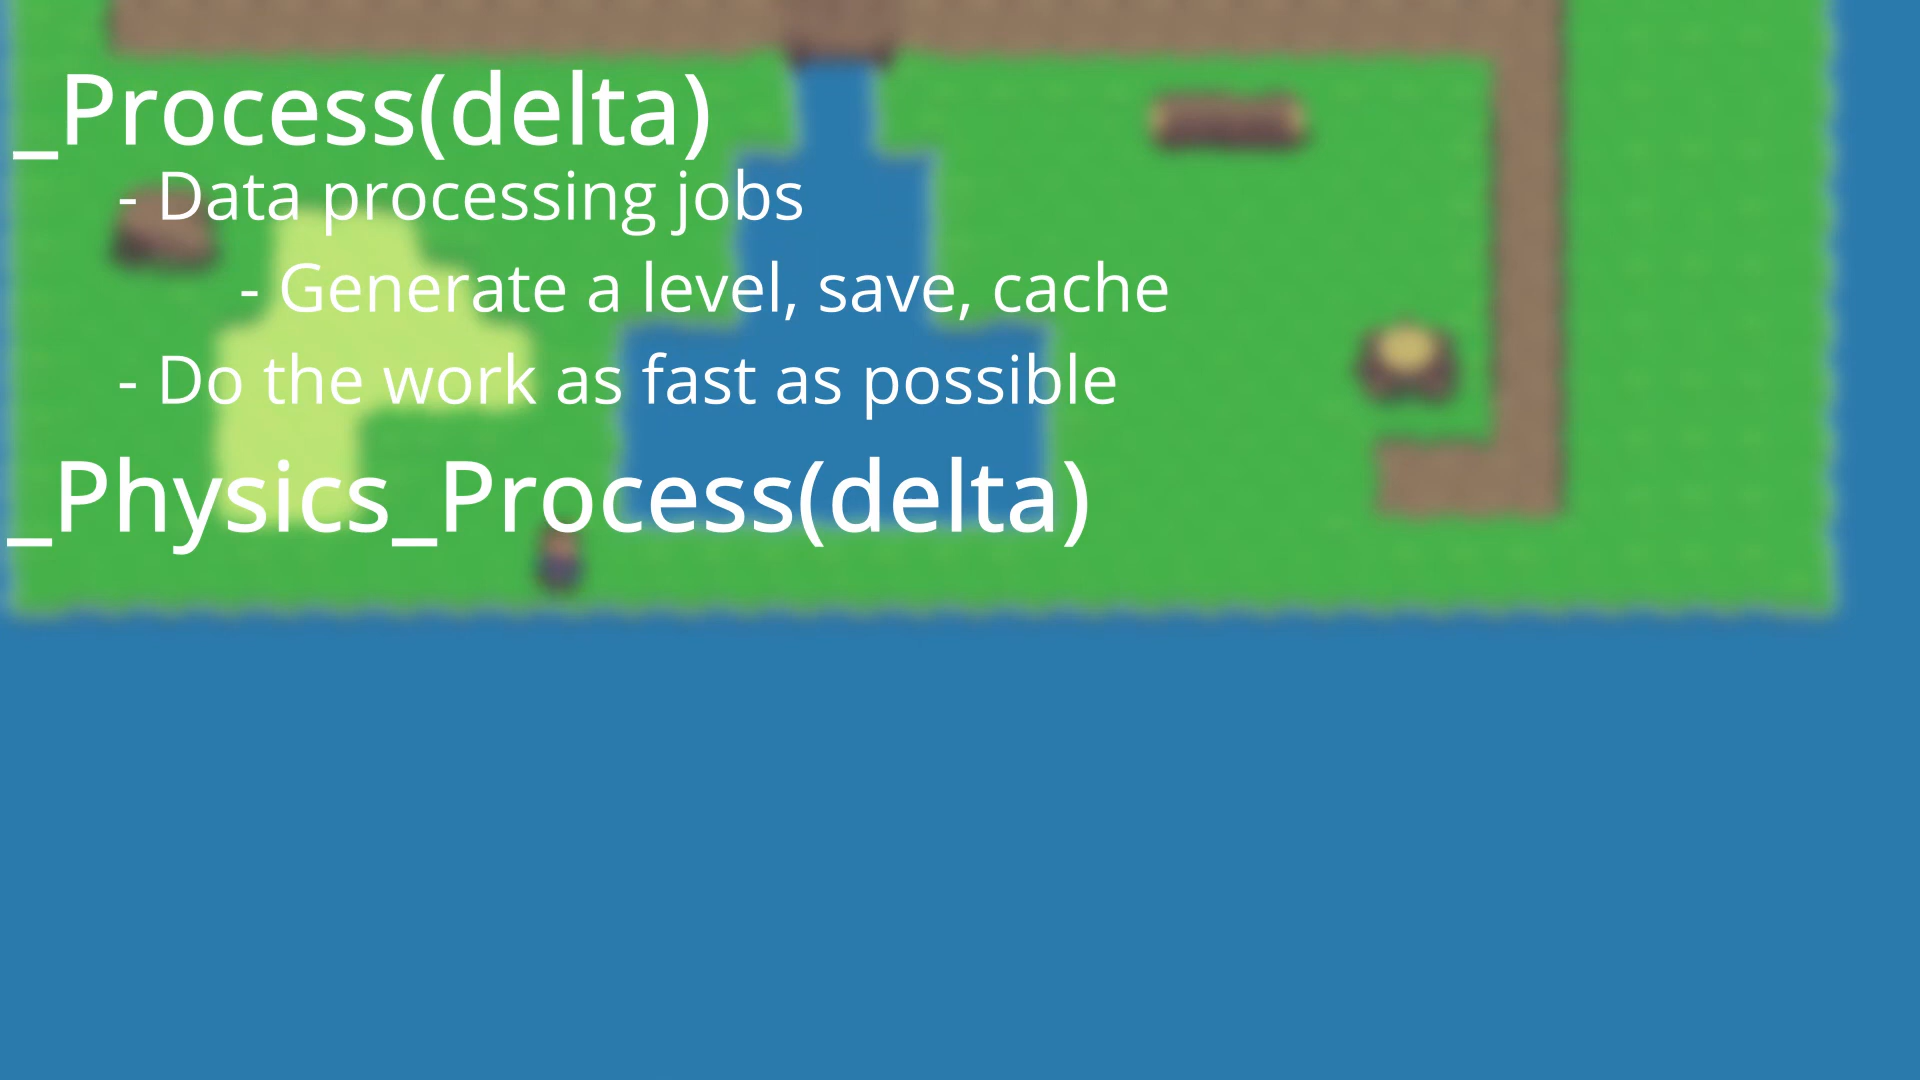 _Process(delta)
- Data processing jobs
- Generate a level, save, cache
- Do the work as fast as possible
_Physics_Process(delta)